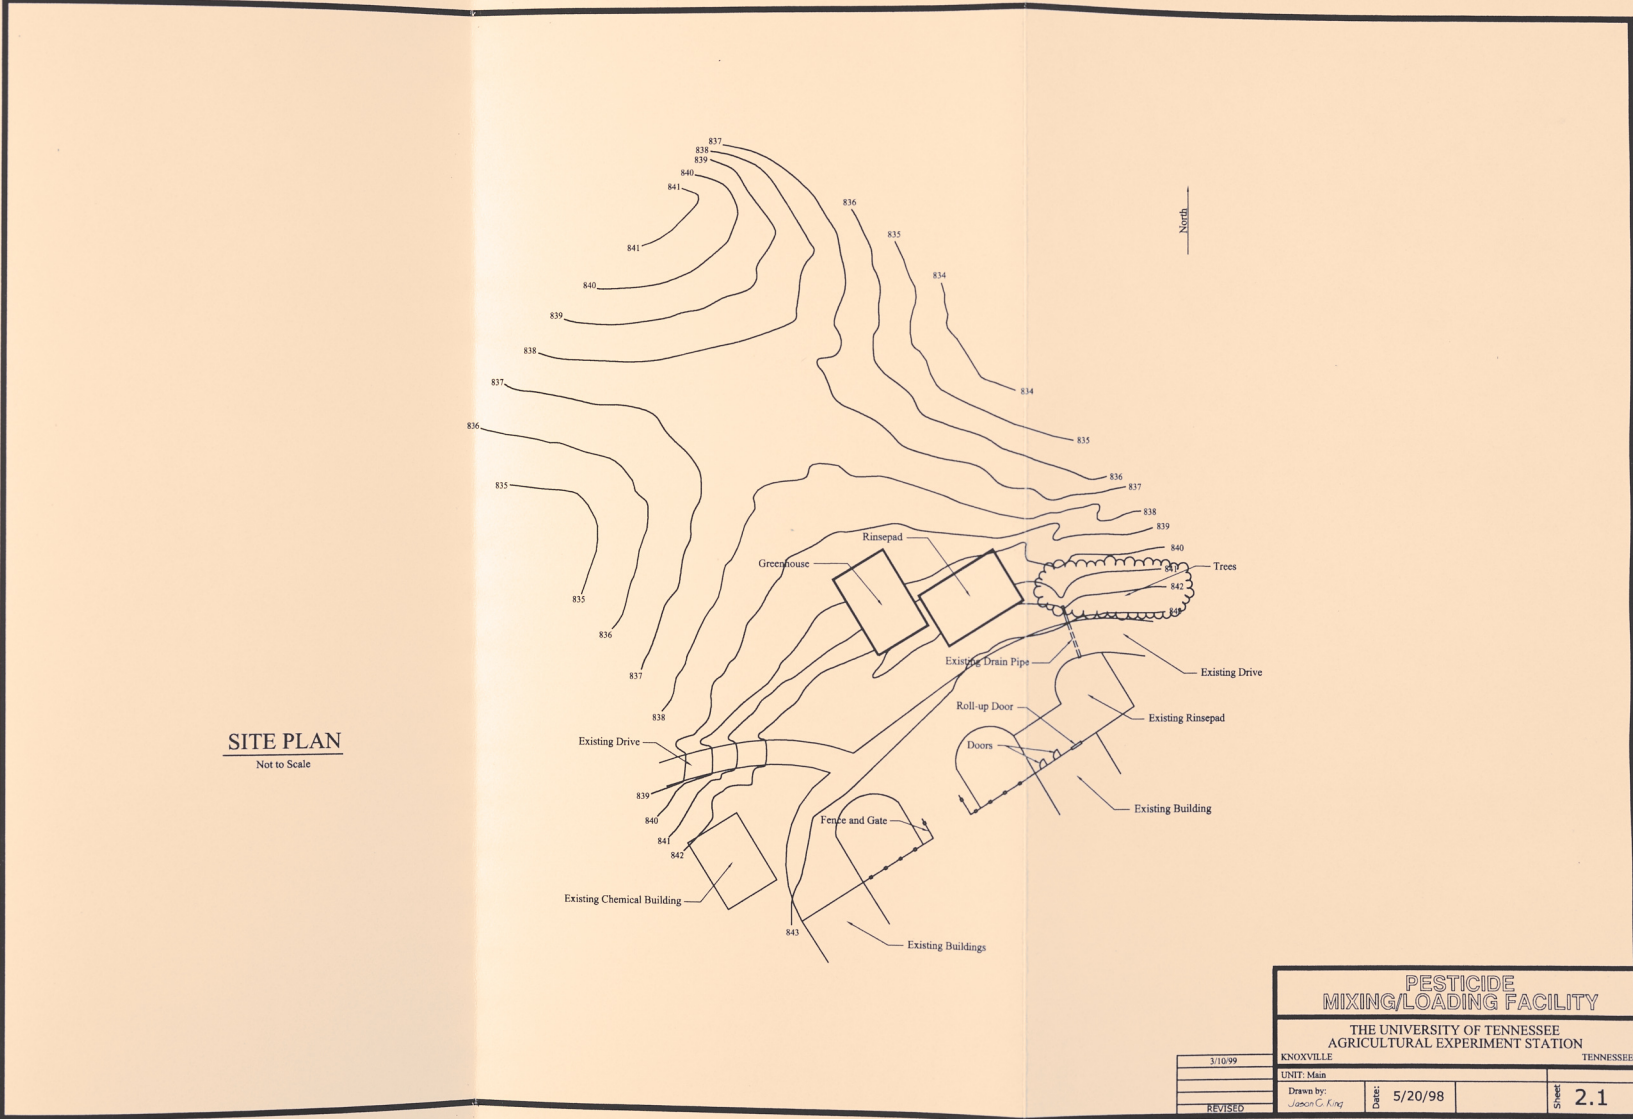 837
838
839
840
841
836
North
835
841
834
840
839
838
837
834
836
835
836
835
837
838
839
Rinsepad
840
Greenhouse
Trees
841
842
835
836
Existing Drain Pipe
837
Existing Drive
Roll-up Door
838
Existing Rinsepad
SITE PLAN
Not to Scale
Existing Drive
Doors
839
Existing Building
840
Fence and Gate
841
842
Existing Chemical Building
843
Existing Buildings
PESTICIDE
MIXING/LOADING FACILITY
THE UNIVERSITY OF TENNESSEE
AGRICULTURAL EXPERIMENT STATION
KNOXVILLE TENNESSEE
3/10/99
UNIT: Main
Drawn by:
Jason C. King
Date: 5/20/98
Sheet 2.1
REVISED